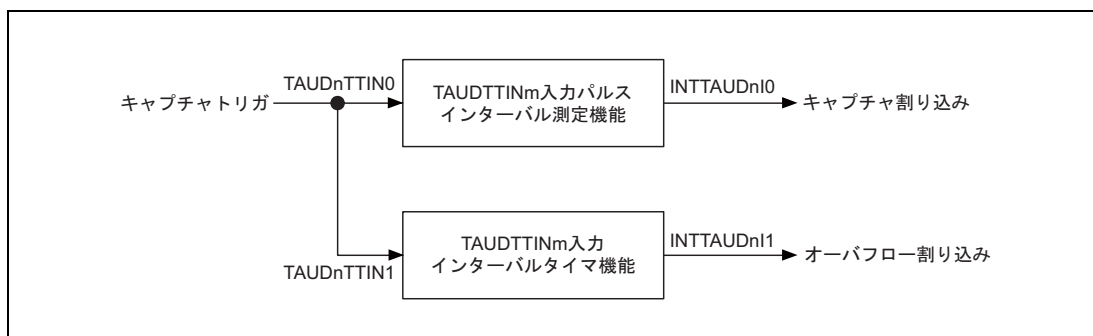 キャプチャトリガ
TAUDnTTIN0
TAUDTTINm入力パルス
インターバル測定機能
INTTAUDnI0
キャプチャ割り込み
TAUDnTTIN1
TAUDTTINm入力
インターバルタイマ機能
INTTAUDnI1
オーバフロー割り込み